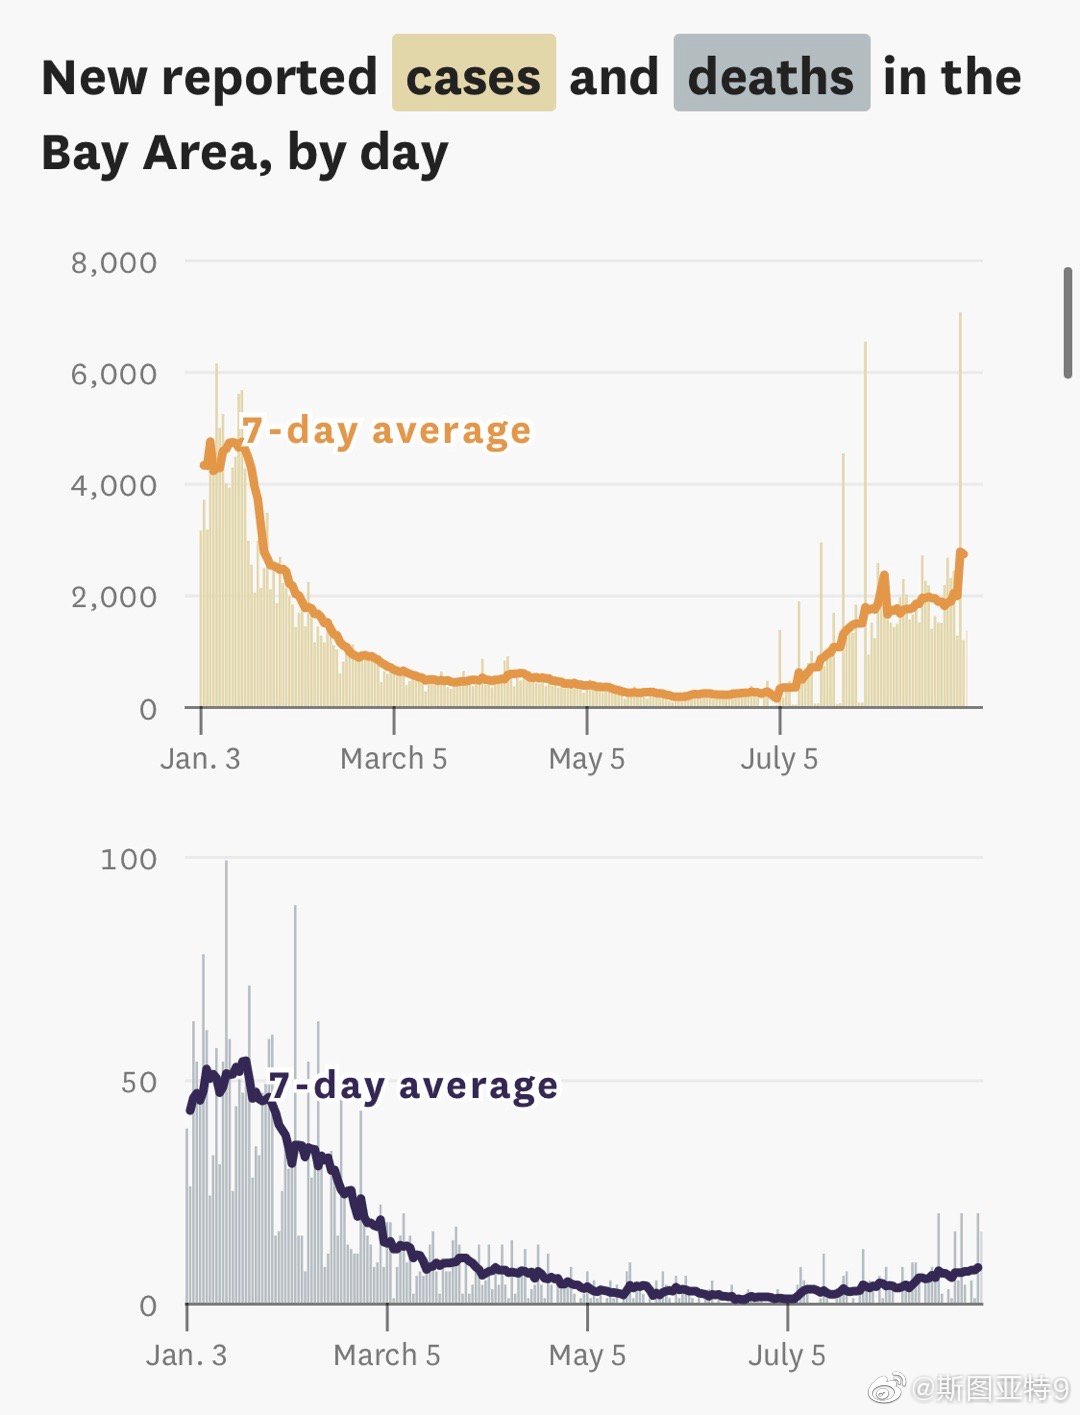 New reported cases and deaths in the
Bay Area, by day
8,000
6,000
7-day average
4,000
2,000
0
Jan. 3 March 5 May 5 July 5
100
50
7-day average
0
Jan. 3 March 5 May 5 July 5
@斯图亚特9